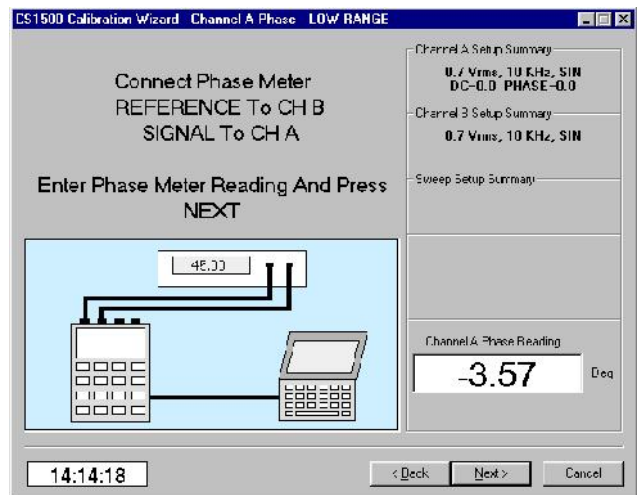 CS1500 Calibration Wizard Channel A Phase LOW RANGE
Connect Phase Meter
REFERENCE To CH B
SIGNAL To CH A
Enter Phase Meter Reading And Press
NEXT
Channel A Setup Summary
0.7 Vrms, 10 KHz, SIN
DC=0.0 PHASE=0.0
Channel B Setup Summary
0.7 Vrms, 10 KHz, SIN
Sweep Setup Summary
45.00
Channel A Phase Reading
-3.57
Deg
14:14:18
< Back
Next >
Cancel